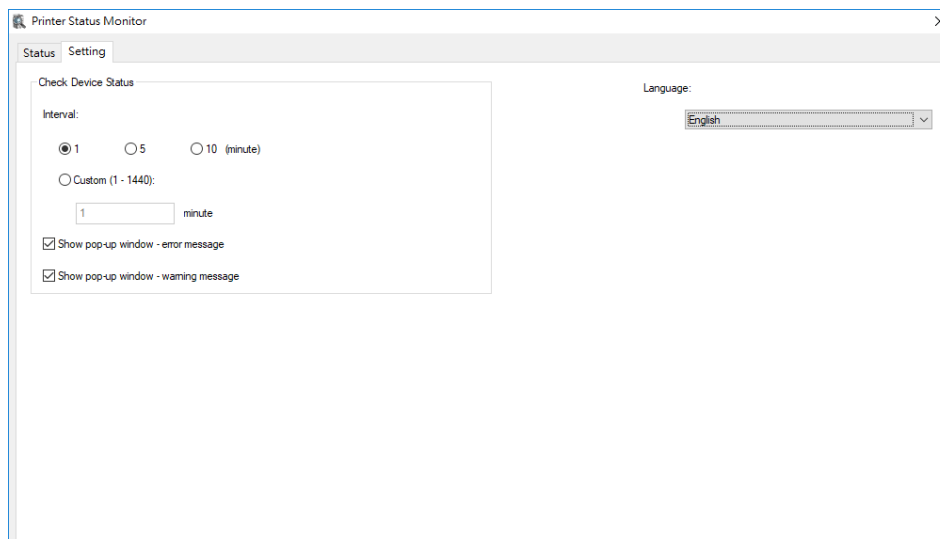 Printer Status Monitor
Status Setting
Check Device Status
Language:
Interval:
English
1 5 10 (minute)
Custom (1 - 1440):
1 minute
Show pop-up window - error message
Show pop-up window - warning message